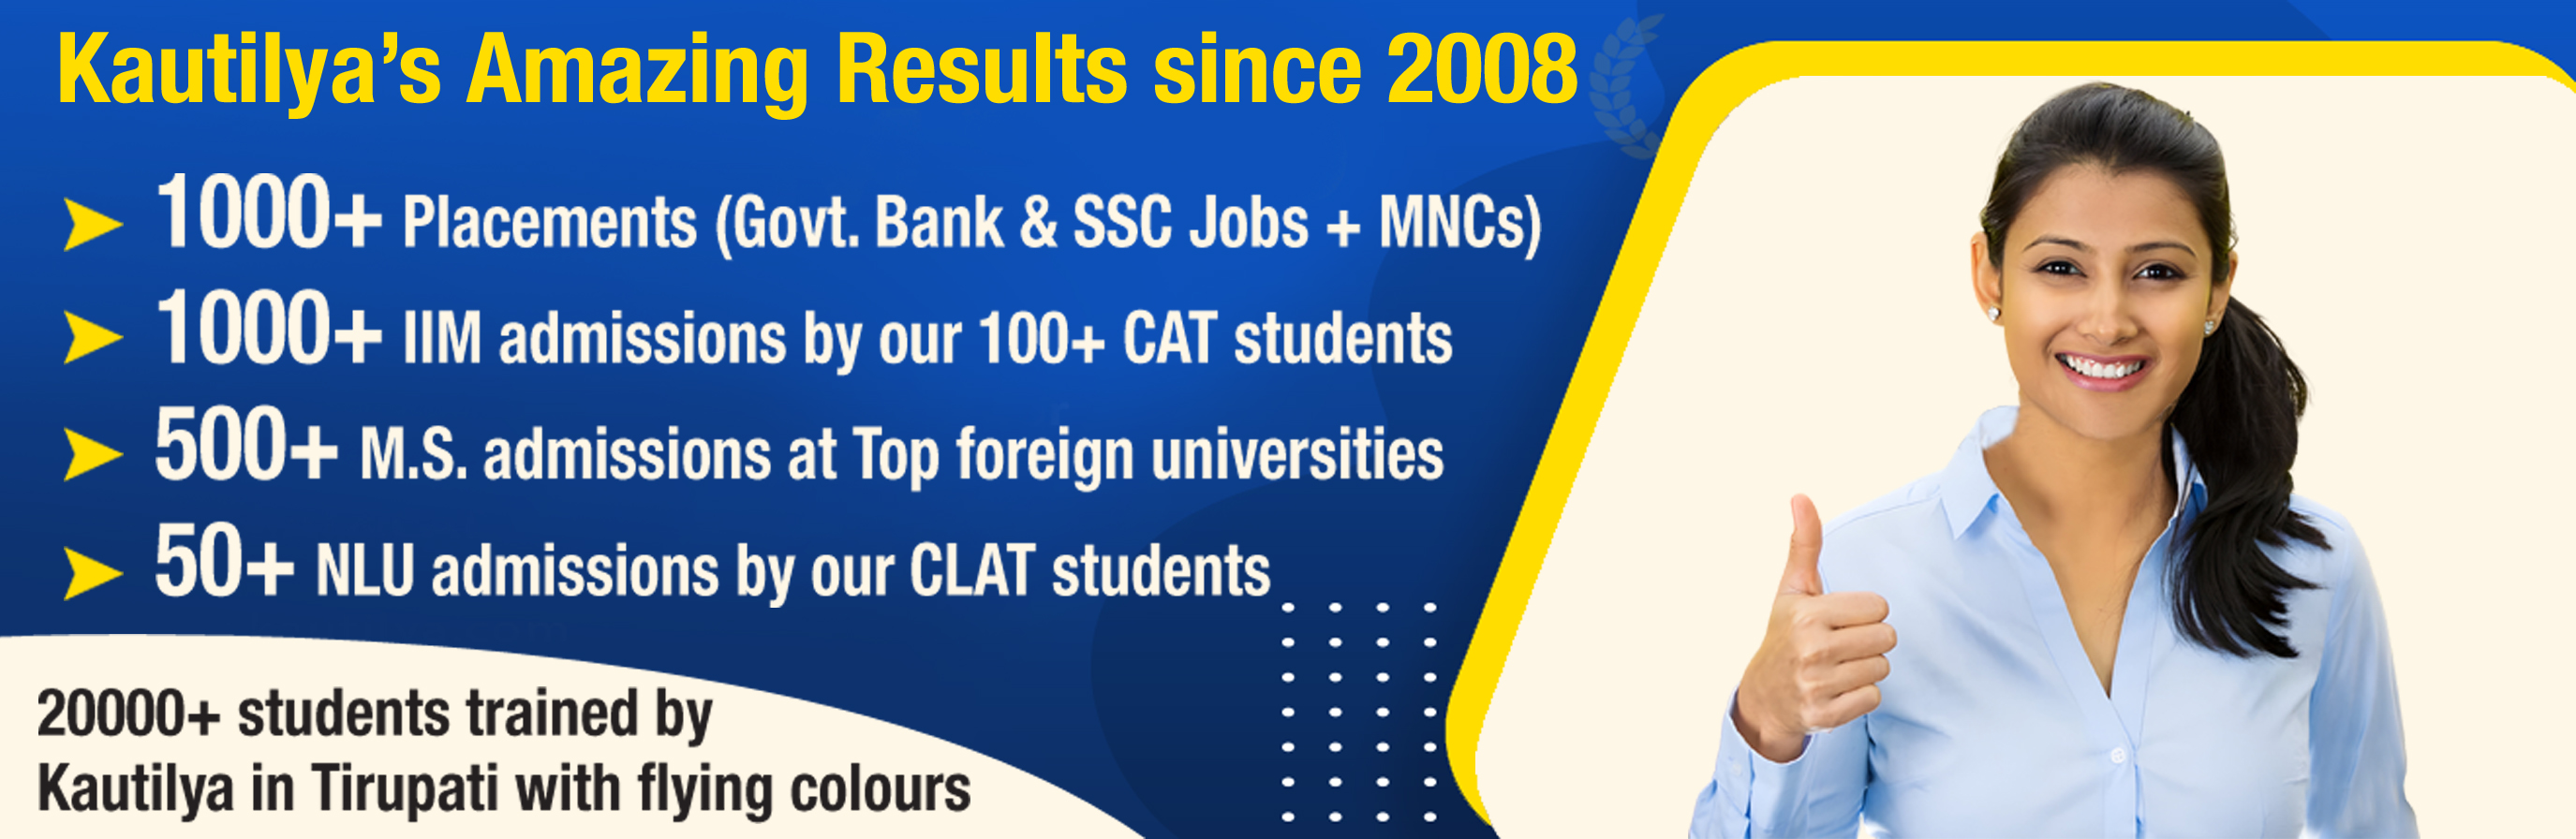 Kautilya’s Amazing Results since 2008
1000+ Placements (Govt. Bank & SSC Jobs + MNCs)
1000+ IIM admissions by our 100+ CAT students
500+ M.S. admissions at Top foreign universities
50+ NLU admissions by our CLAT students
20000+ students trained by
Kautilya in Tirupati with flying colours